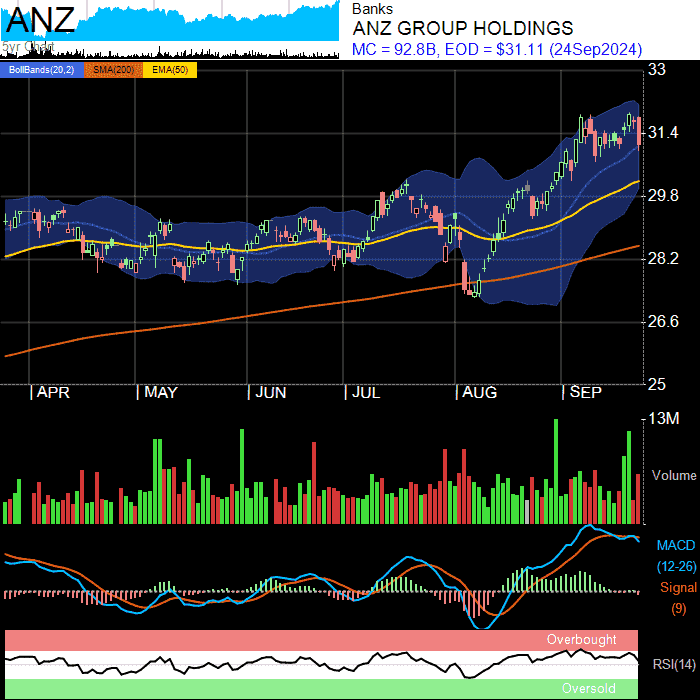 ANZ
5yr Chart
Banks
ANZ GROUP HOLDINGS
MC = 92.8B, EOD = $31.11 (24Sep2024)
BollBands(20,2) SMA(200) EMA(50)
33
31.4
29.8
28.2
26.6
25
APR MAY JUN JUL AUG SEP
13M
Volume
MACD
(12-26)
Signal
(9)
Overbought
RSI(14)
Oversold